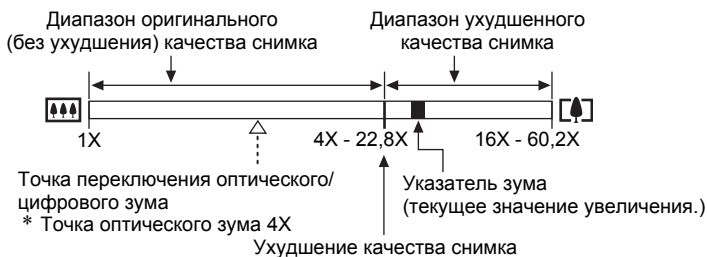 Диапазон оригинального
(без ухудшения) качества снимка
Диапазон ухудшенного
качества снимка
1X
4X - 22,8X
16X - 60,2X
Точка переключения оптического/
цифрового зума
* Точка оптического зума 4X
Указатель зума
(текущее значение увеличения.)
Ухудшение качества снимка